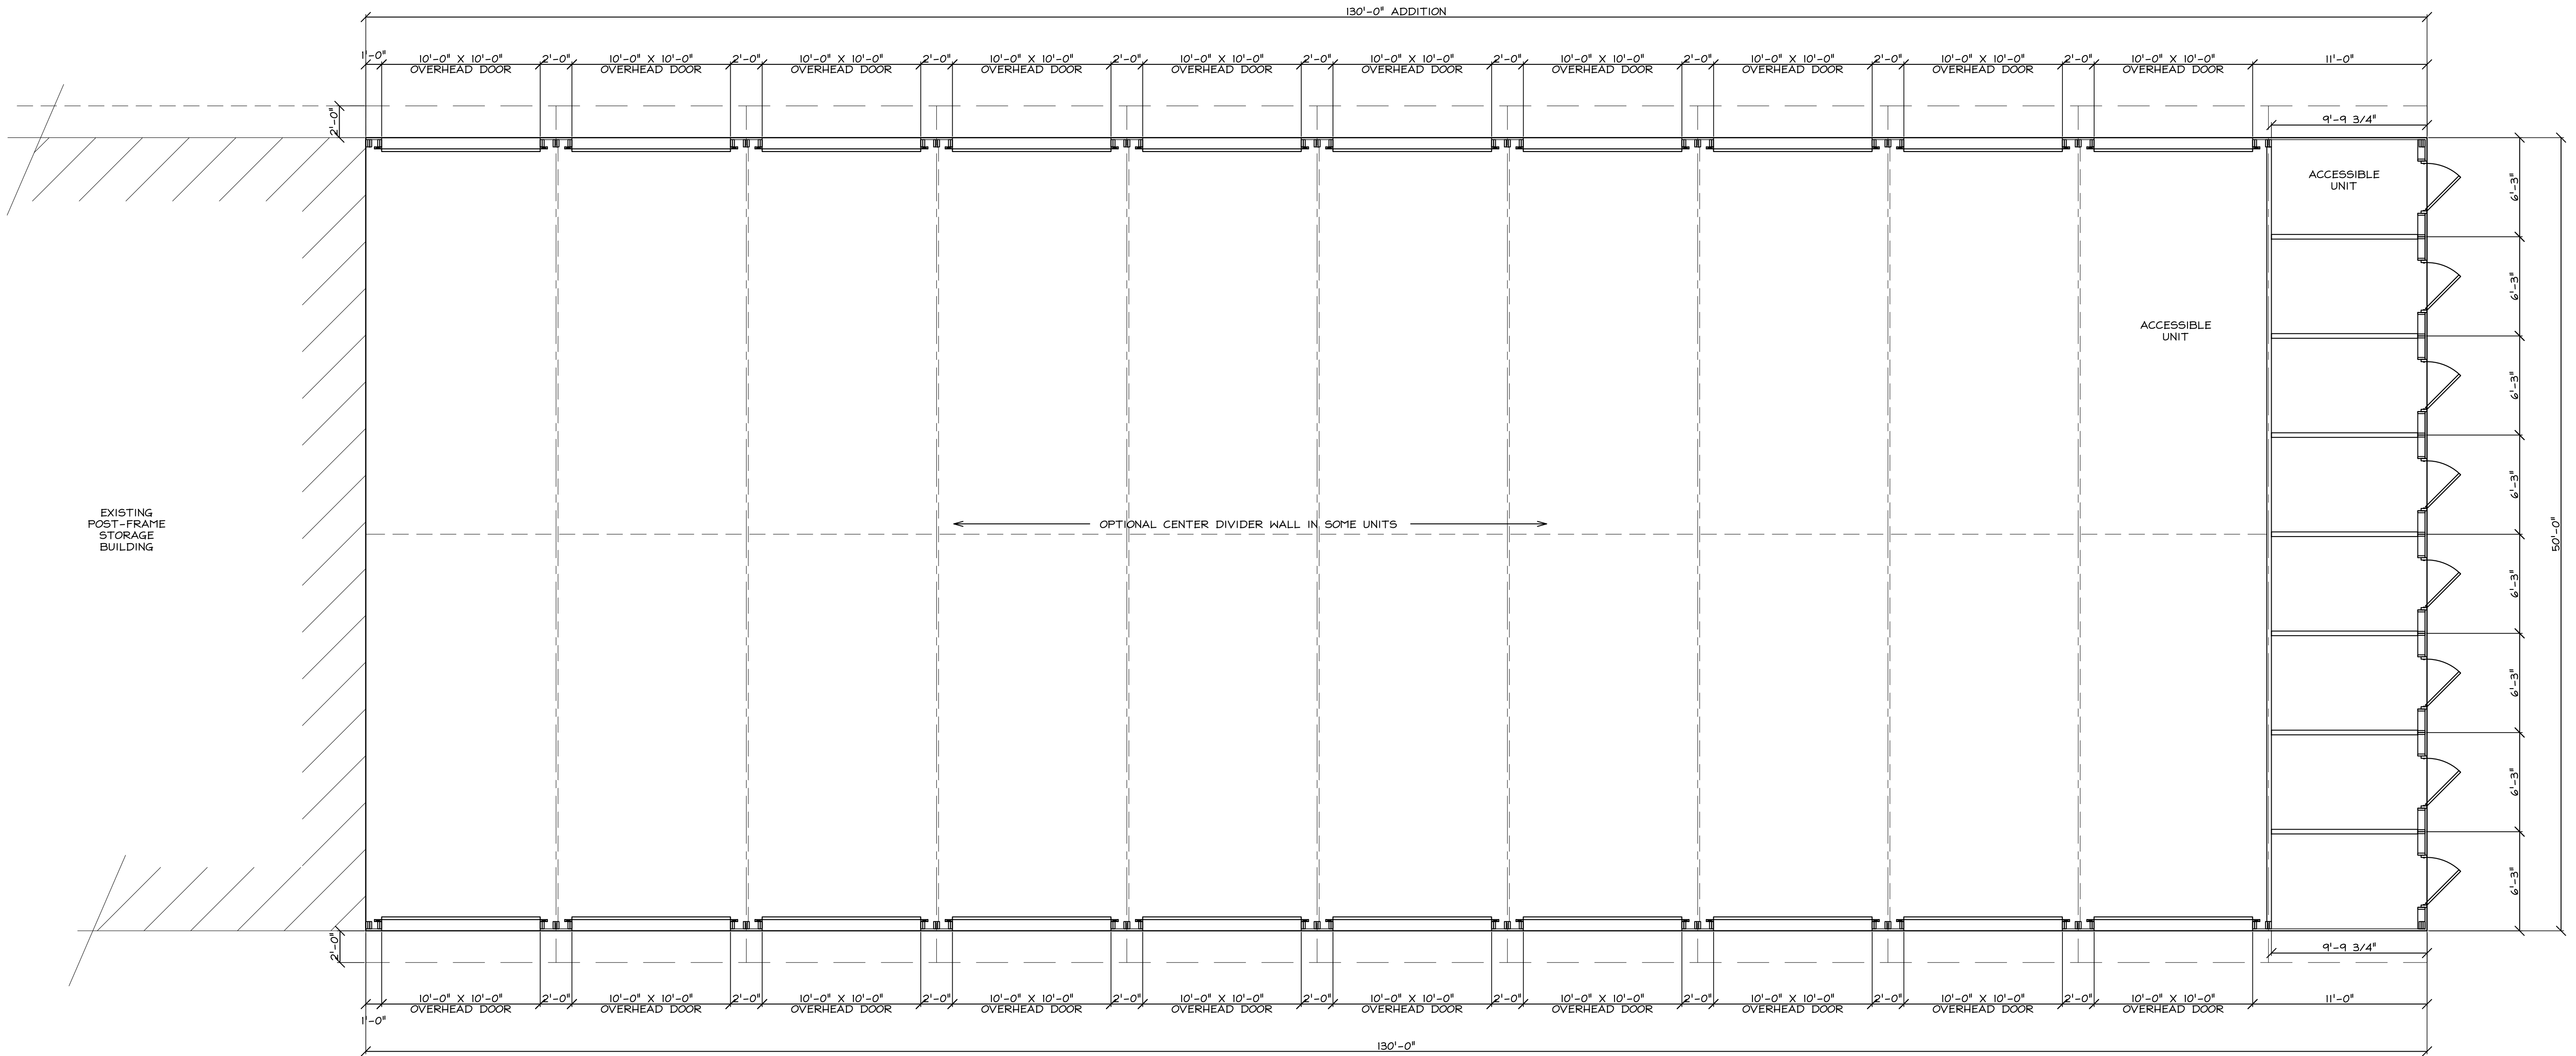 130'-0" ADDITION
1'-0" 10'-0" X 10'-0" 2'-0" 10'-0" X 10'-0" 2'-0" 10'-0" X 10'-0" 2'-0" 10'-0" X 10'-0" 2'-0" 10'-0" X 10'-0" 2'-0" 10'-0" X 10'-0" 2'-0" 10'-0" X 10'-0" 2'-0" 10'-0" X 10'-0" 2'-0" 10'-0" X 10'-0" 2'-0" 10'-0" X 10'-0" 11'-0"
OVERHEAD DOOR OVERHEAD DOOR OVERHEAD DOOR OVERHEAD DOOR OVERHEAD DOOR OVERHEAD DOOR OVERHEAD DOOR OVERHEAD DOOR OVERHEAD DOOR OVERHEAD DOOR
2'-0"
9'-9 3/4"
ACCESSIBLE
UNIT
6'-3"
6'-3"
ACCESSIBLE
UNIT
6'-3"
6'-3"
EXISTING
POST-FRAME
STORAGE
BUILDING
OPTIONAL CENTER DIVIDER WALL IN SOME UNITS
50'-0"
6'-3"
6'-3"
6'-3"
6'-3"
2'-0"
9'-9 3/4"
10'-0" X 10'-0" 2'-0" 10'-0" X 10'-0" 2'-0" 10'-0" X 10'-0" 2'-0" 10'-0" X 10'-0" 2'-0" 10'-0" X 10'-0" 2'-0" 10'-0" X 10'-0" 2'-0" 10'-0" X 10'-0" 2'-0" 10'-0" X 10'-0" 2'-0" 10'-0" X 10'-0" 2'-0" 10'-0" X 10'-0" 11'-0"
OVERHEAD DOOR OVERHEAD DOOR OVERHEAD DOOR OVERHEAD DOOR OVERHEAD DOOR OVERHEAD DOOR OVERHEAD DOOR OVERHEAD DOOR OVERHEAD DOOR OVERHEAD DOOR
1'-0"
130'-0"